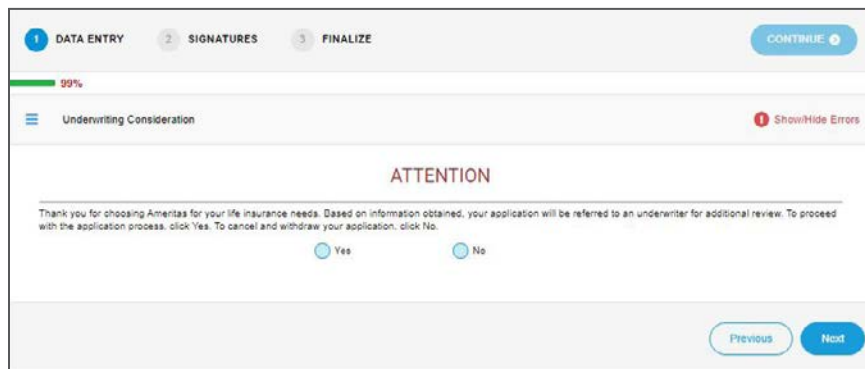 1 DATA ENTRY 2 SIGNATURES 3 FINALIZE CONTINUE
99%
Underwriting Consideration ! Show/Hide Errors
ATTENTION
Thank you for choosing Ameritas for your life insurance needs. Based on information obtained, your application will be referred to an underwriter for additional review. To proceed
with the application process, click Yes. To cancel and withdraw your application, click No.
Yes No
Previous Next